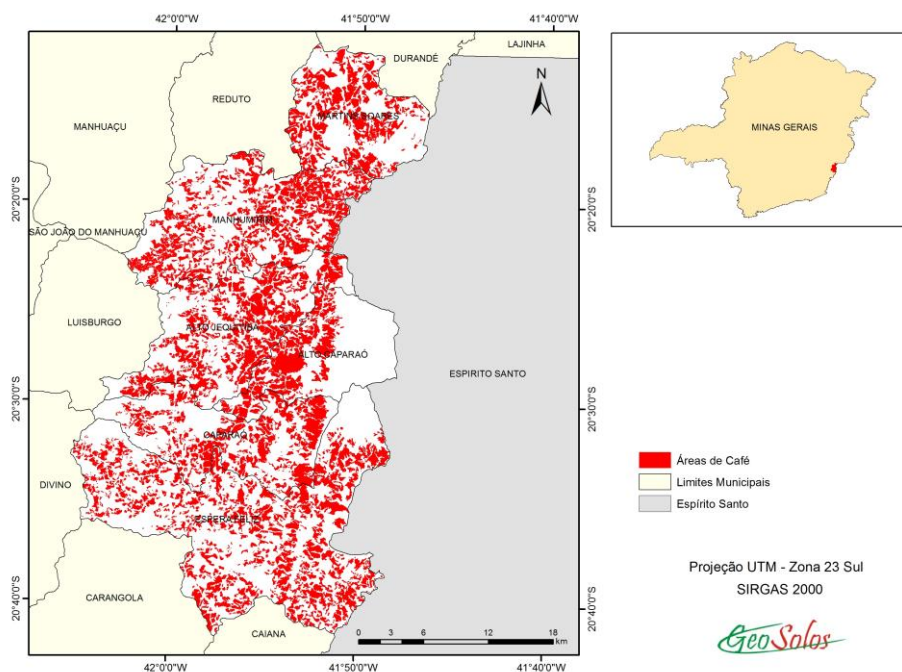 42°0'0"W
41°50'0"W
41°40'0"W
LAJINHA
DURANDÉ
REDUTO
MANHUAÇU
MARTINS SOARES
N
20°20'0"S
20°20'0"S
MANHUMIRIM
SÃO JOÃO DO MANHUAÇU
LUISBURGO
ALTO JEQUITIBÁ
ALTO CAPARAÓ
ESPIRITO SANTO
20°30'0"S
20°30'0"S
CAPARAÓ
DIVINO
ESPERA FELIZ
20°40'0"S
20°40'0"S
CARANGOLA
CAIANA
0 3 6 12 18
km
42°0'0"W
41°50'0"W
41°40'0"W
MINAS GERAIS
Áreas de Café
Limites Municipais
Espírito Santo
Projeção UTM - Zona 23 Sul
SIRGAS 2000
GeoSolos